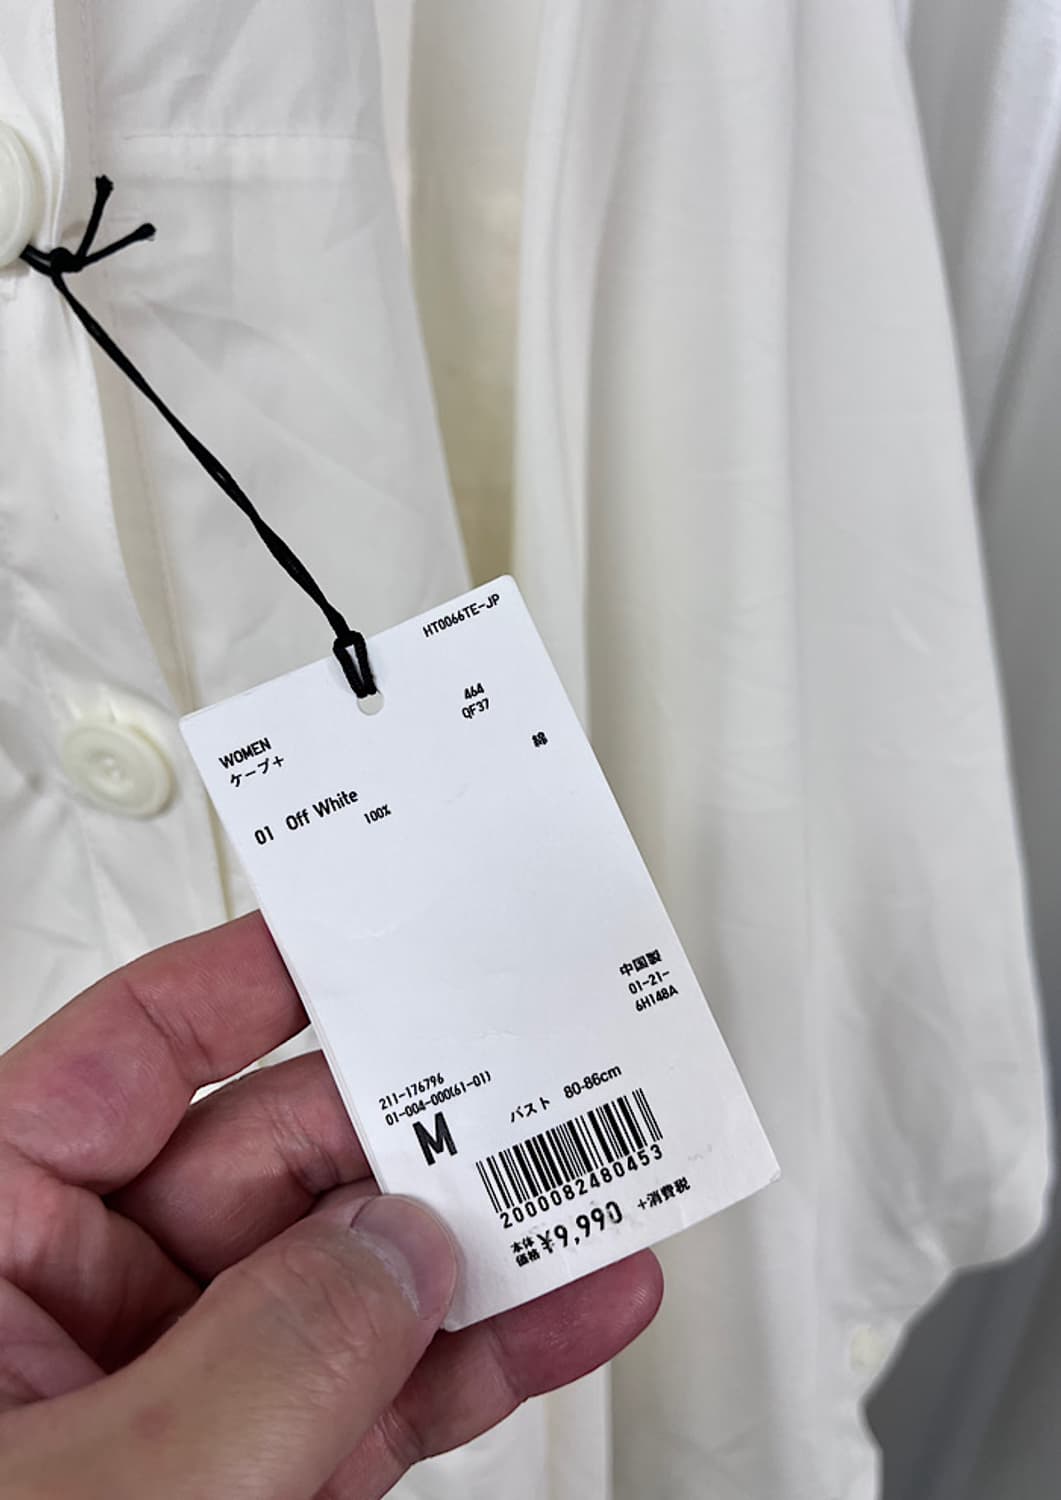 HT0066TE-JP
464
QF37
WOMEN
ケープ+
綿
01 Off White
100%
中国製
01-21-
6H148A
211-176796
01-004-000(61-01)
M
バスト 80-86cm
2000082480453
本体
価格 ¥9,990 +消費税